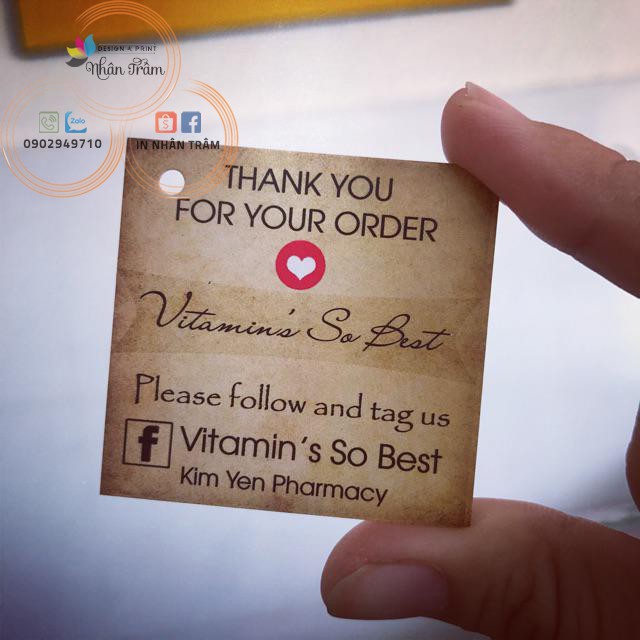 DESIGN & PRINT
Nhân Trâm
Zalo
0902949710
IN NHÂN TRÂM
THANK YOU
FOR YOUR ORDER
Vitamin's So Best
Please follow and tag us
f Vitamin's So Best
Kim Yen Pharmacy